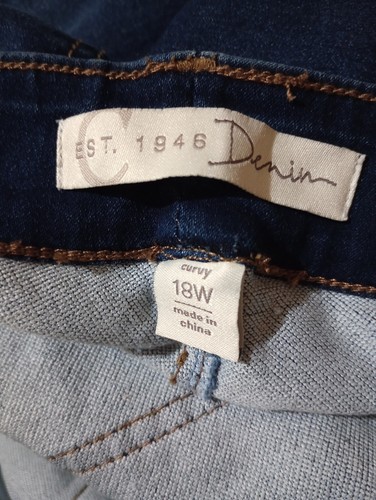 C
EST. 1946 Denim
curvy
18W
made in
china